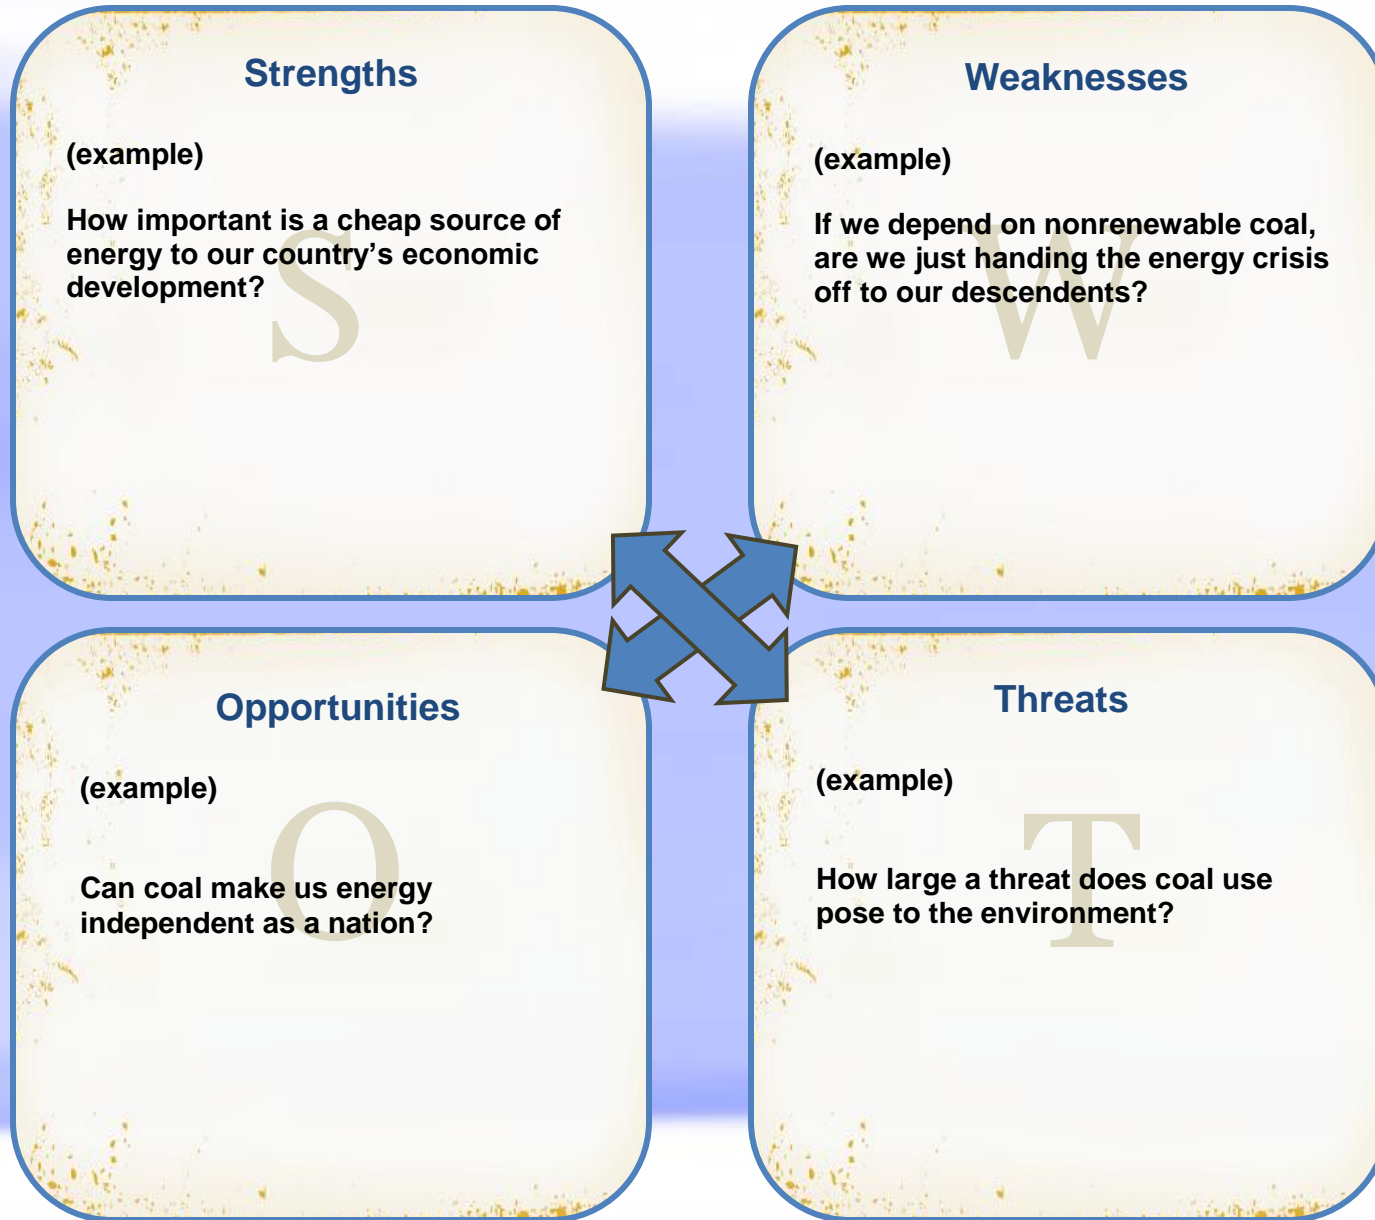 Strengths
(example)
How important is a cheap source of
energy to our country’s economic
development?
S
Weaknesses
(example)
If we depend on nonrenewable coal,
are we just handing the energy crisis
off to our descendents?
W
Opportunities
(example)
Can coal make us energy
independent as a nation?
O
Threats
(example)
How large a threat does coal use
pose to the environment?
T